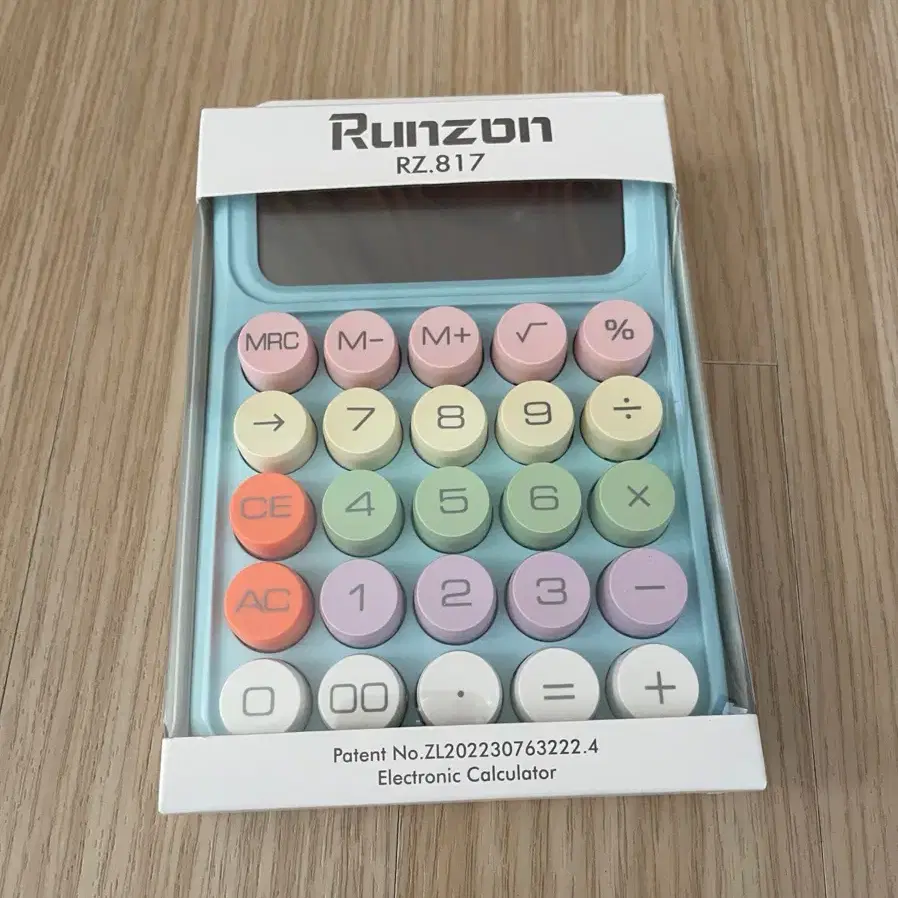 Runzon
RZ.817
MRC M- M+ √ %
→ 7 8 9 ÷
CE 4 5 6 ×
AC 1 2 3 −
0 00 . = +
Patent No.ZL202230763222.4
Electronic Calculator